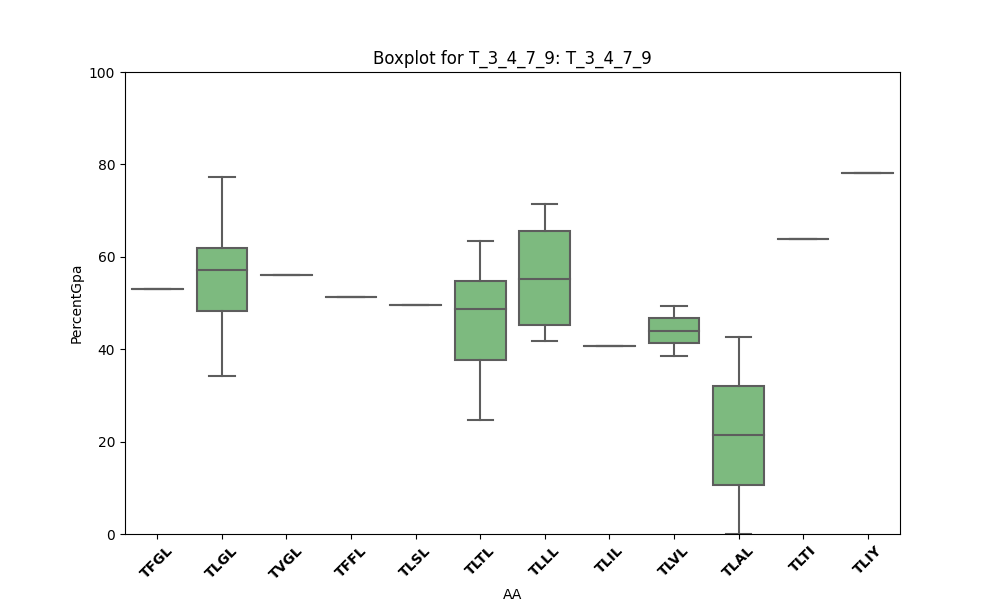 Boxplot for T_3_4_7_9: T_3_4_7_9
100
80
60
40
20
0
PercentGpa
TFGL
TLGL
TVGL
TFFL
TLSL
TLTL
TLLL
TLIL
TLVL
TLAL
TLTI
TLIY
AA